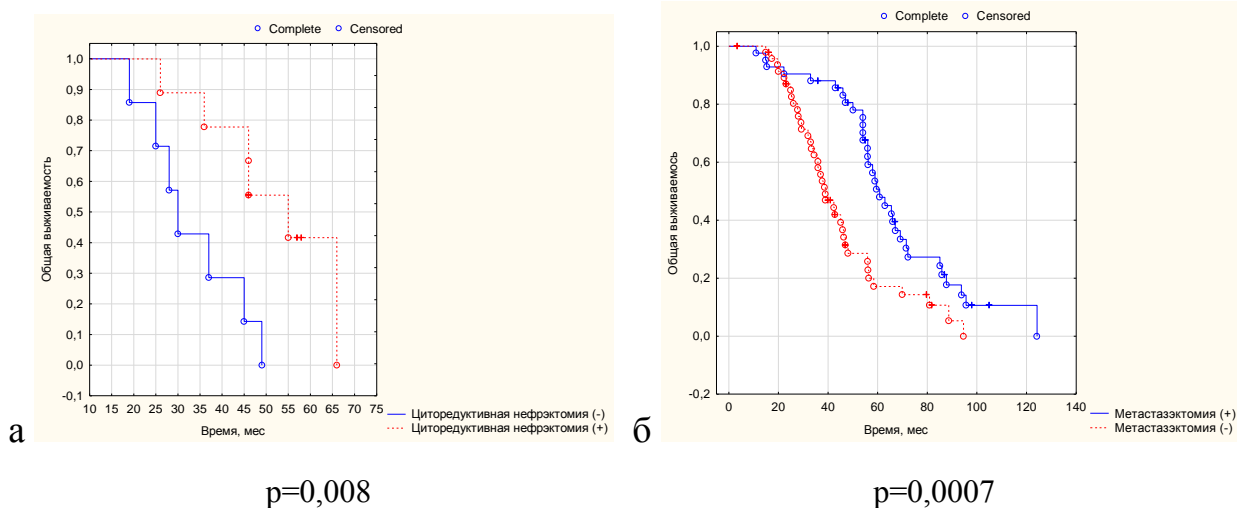 Complete Censored
1,0
0,9
0,8
0,7
0,6
0,5
0,4
0,3
0,2
0,1
0,0
-0,1
10 15 20 25 30 35 40 45 50 55 60 65 70 75
Общая выживаемость
Время, мес
Циторедуктивная нефрэктомия (-)
Циторедуктивная нефрэктомия (+)
а
p=0,008
Complete Censored
1,0
0,8
0,6
0,4
0,2
0,0
-0,2
0 20 40 60 80 100 120 140
Общая выживаемось
Время, мес
Метастазэктомия (+)
Метастазэктомия (-)
б
p=0,0007